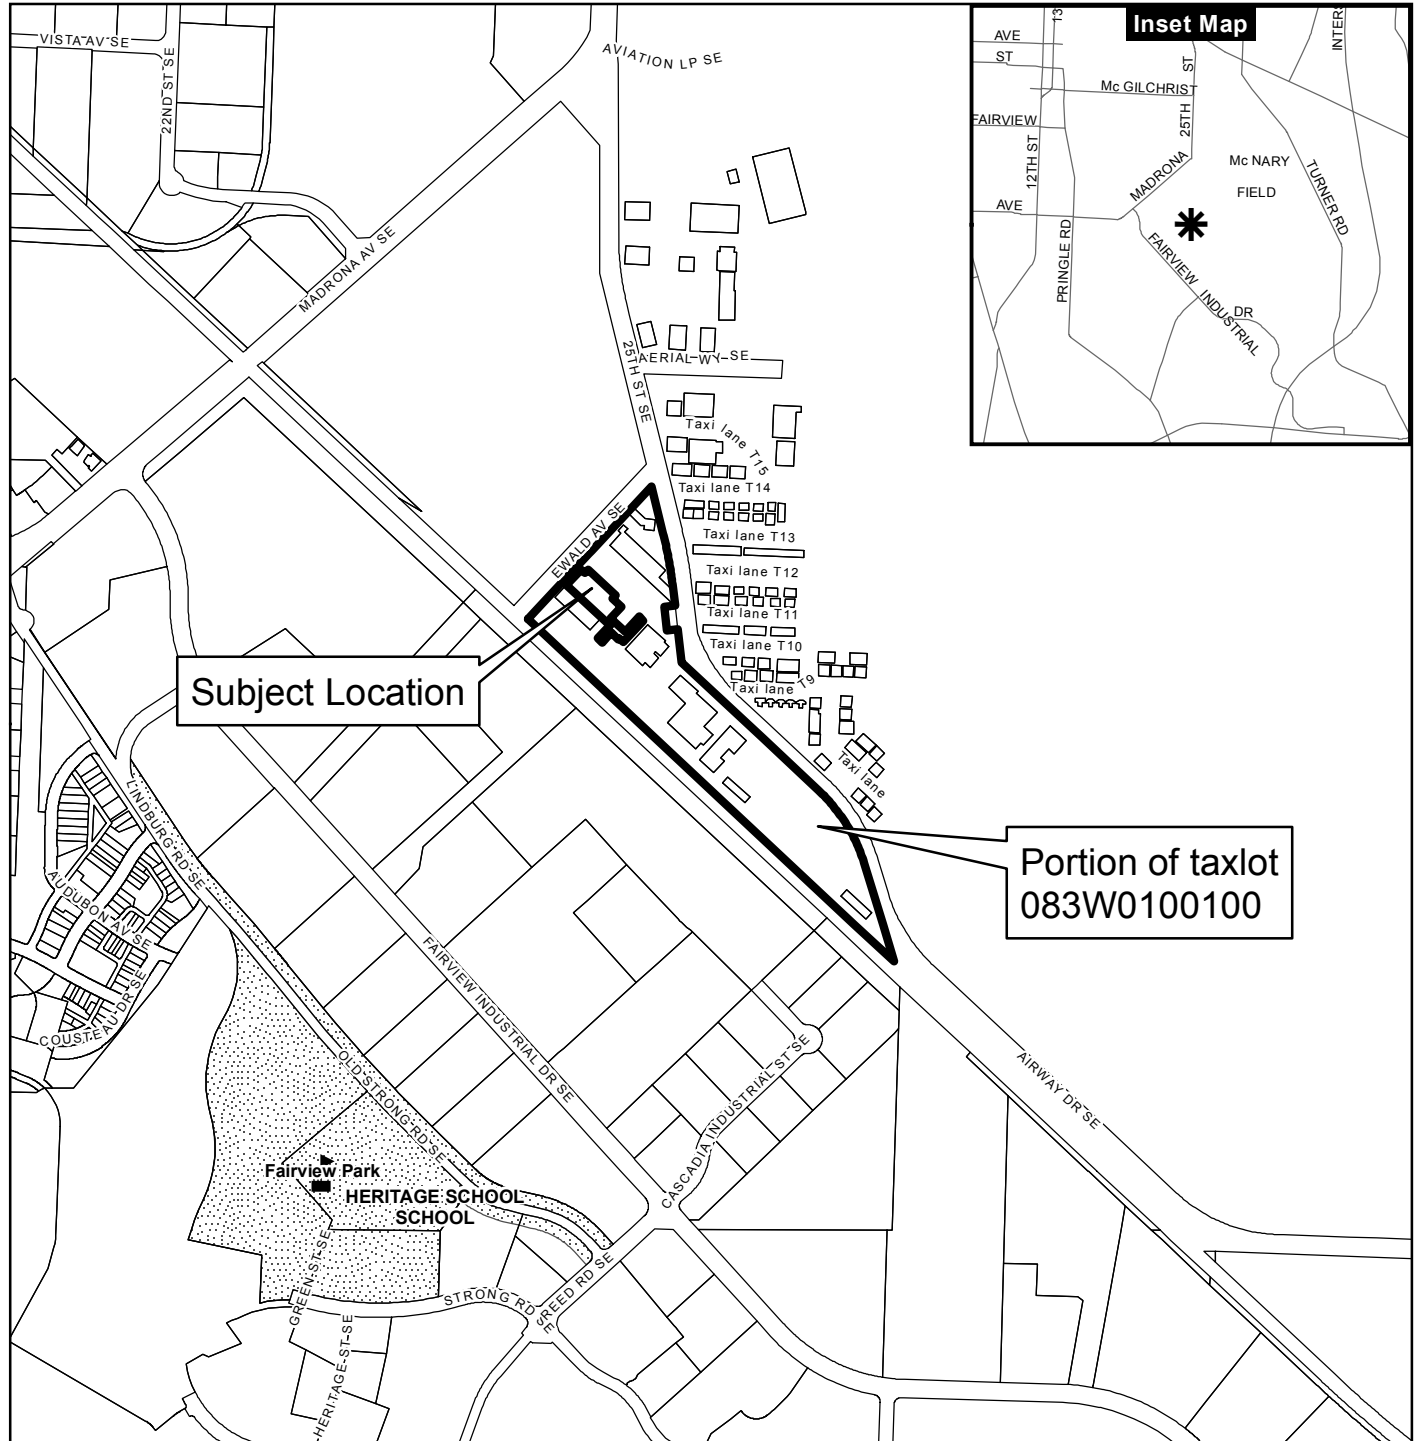 VISTA AV SE
22ND ST SE
AVIATION LP SE
MADRONA AV SE
25TH ST SE
AERIAL WY SE
Taxi lane T15
Taxi lane T14
Taxi lane T13
Taxi lane T12
Taxi lane T11
Taxi lane T10
Taxi lane T9
Taxi lane
EWALD AV SE
Subject Location
Portion of taxlot
083W0100100
LINDBURG RD SE
AUDUBON AV SE
COUSTEAU DR SE
FAIRVIEW INDUSTRIAL DR SE
OLD STRONG RD SE
CASCADIA INDUSTRIAL ST SE
AIRWAY DR SE
Fairview Park
HERITAGE SCHOOL
SCHOOL
GREEN ST SE
HERITAGE ST SE
STRONG RD SE
REED RD SE
Inset Map
13
INTERS
AVE
ST
Mc GILCHRIST
ST
25TH
FAIRVIEW
12TH ST
MADRONA
Mc NARY
FIELD
TURNER RD
AVE
PRINGLE RD
FAIRVIEW INDUSTRIAL
DR